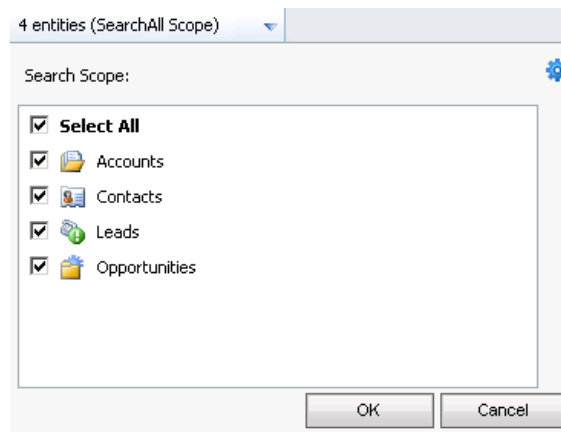 4 entities (SearchAll Scope)
Search Scope:
Select All
Accounts
Contacts
Leads
Opportunities
OK Cancel